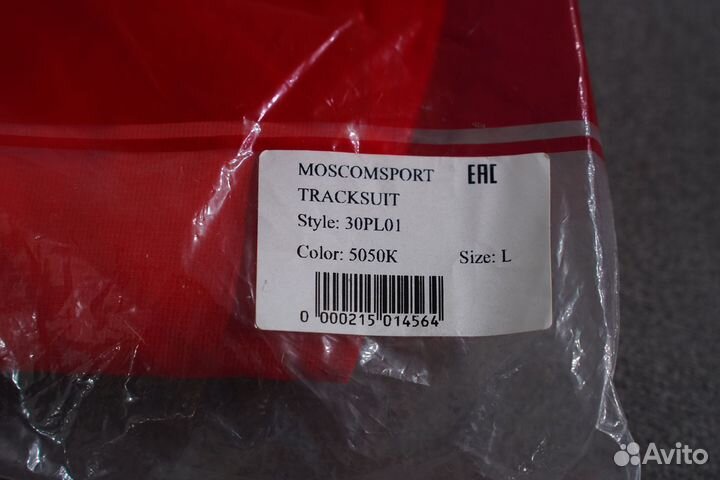 MOSCOMSPORT EAC
TRACKSUIT
Style: 30PL01
Color: 5050K Size: L
0 000215 014564
Avito